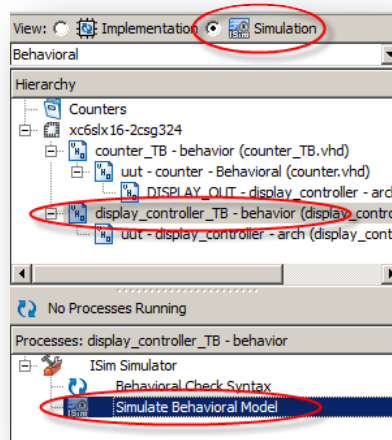 View: Implementation Simulation
Behavioral
Hierarchy
Counters
xc6slx16-2csg324
counter_TB - behavior (counter_TB.vhd)
uut - counter - Behavioral (counter.vhd)
DISPLAY_OUT - display_controller - arch
display_controller_TB - behavior (display_contro
uut - display_controller - arch (display_cont
No Processes Running
Processes: display_controller_TB - behavior
ISim Simulator
Behavioral Check Syntax
Simulate Behavioral Model